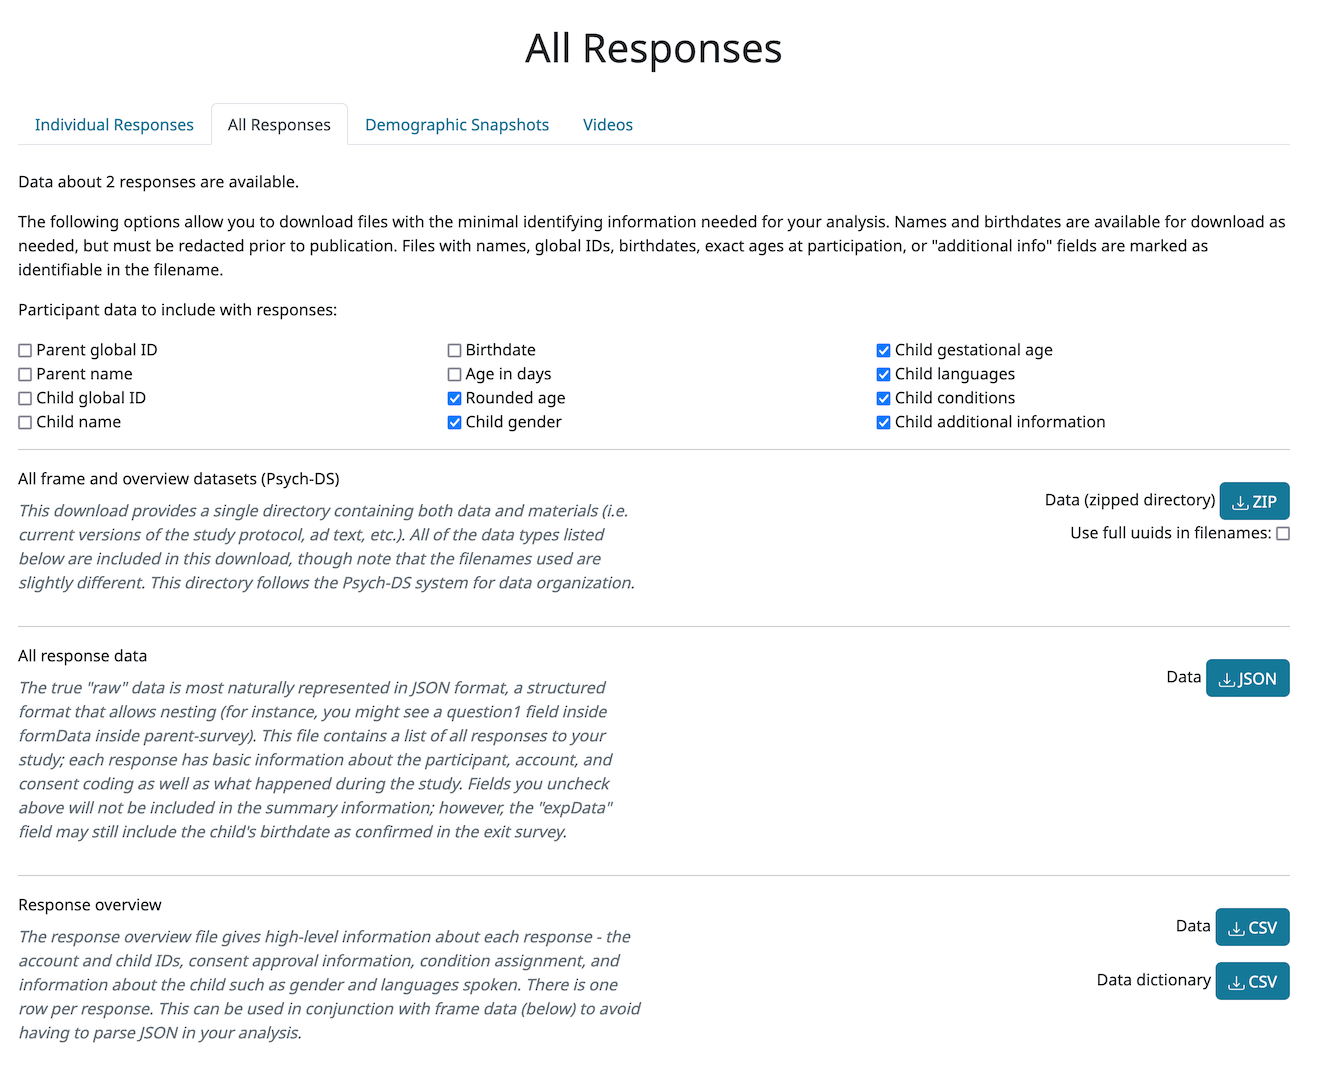 All Responses
Individual Responses
All Responses
Demographic Snapshots
Videos
Data about 2 responses are available.
The following options allow you to download files with the minimal identifying information needed for your analysis. Names and birthdates are available for download as
needed, but must be redacted prior to publication. Files with names, global IDs, birthdates, exact ages at participation, or "additional info" fields are marked as
identifiable in the filename.
Participant data to include with responses:
Parent global ID
Parent name
Child global ID
Child name
Birthdate
Age in days
Rounded age
Child gender
Child gestational age
Child languages
Child conditions
Child additional information
All frame and overview datasets (Psych-DS)
This download provides a single directory containing both data and materials (i.e.
current versions of the study protocol, ad text, etc.). All of the data types listed
below are included in this download, though note that the filenames used are
slightly different. This directory follows the Psych-DS system for data organization.
Data (zipped directory) ZIP
Use full uuids in filenames:
All response data
The true "raw" data is most naturally represented in JSON format, a structured
format that allows nesting (for instance, you might see a question1 field inside
formData inside parent-survey). This file contains a list of all responses to your
study; each response has basic information about the participant, account, and
consent coding as well as what happened during the study. Fields you uncheck
above will not be included in the summary information; however, the "expData"
field may still include the child's birthdate as confirmed in the exit survey.
Data JSON
Response overview
The response overview file gives high-level information about each response - the
account and child IDs, consent approval information, condition assignment, and
information about the child such as gender and languages spoken. There is one
row per response. This can be used in conjunction with frame data (below) to avoid
having to parse JSON in your analysis.
Data CSV
Data dictionary CSV